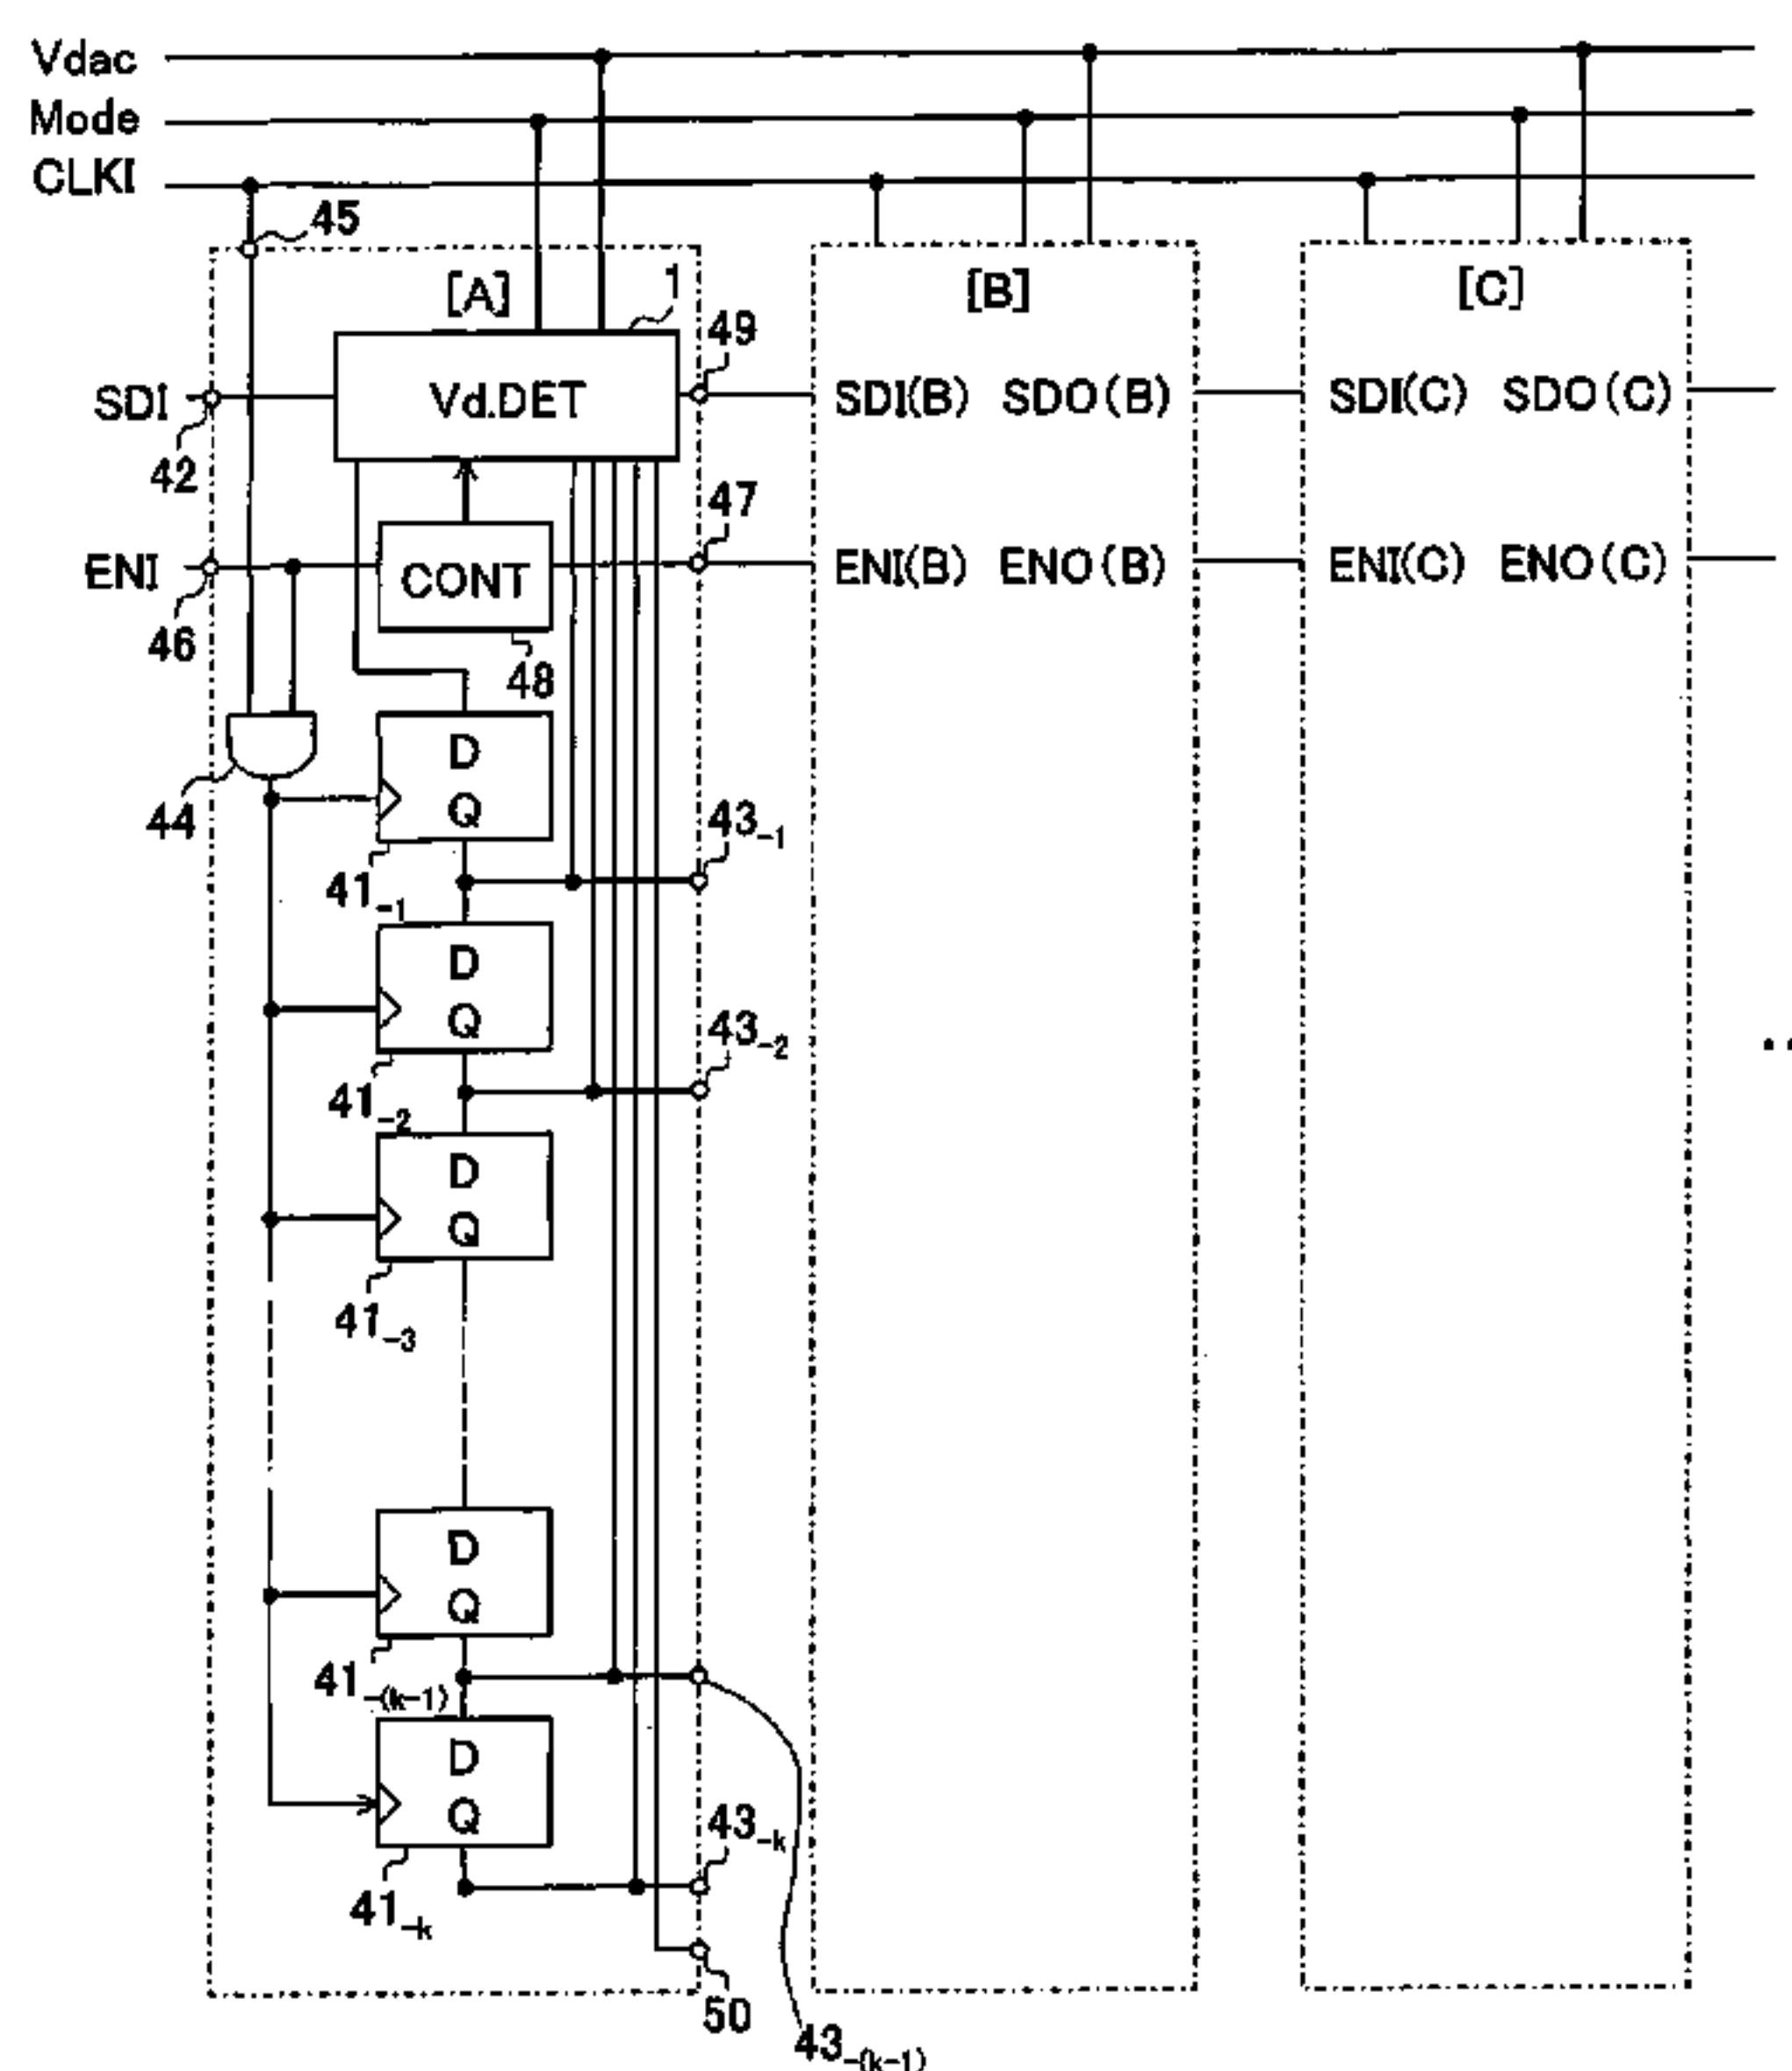 Vdac
Mode
CLKI
45
[A]
[B]
[C]
1
49
SDI
Vd.DET
SDI(B) SDO(B)
SDI(C) SDO(C)
42
47
ENI
CONT
ENI(B) ENO(B)
ENI(C) ENO(C)
46
48
D
Q
44
43-1
41-1
D
Q
43-2
41-2
D
Q
41-3
D
Q
41-(k-1)
D
Q
43-k
41-k
50
43-(k-1)